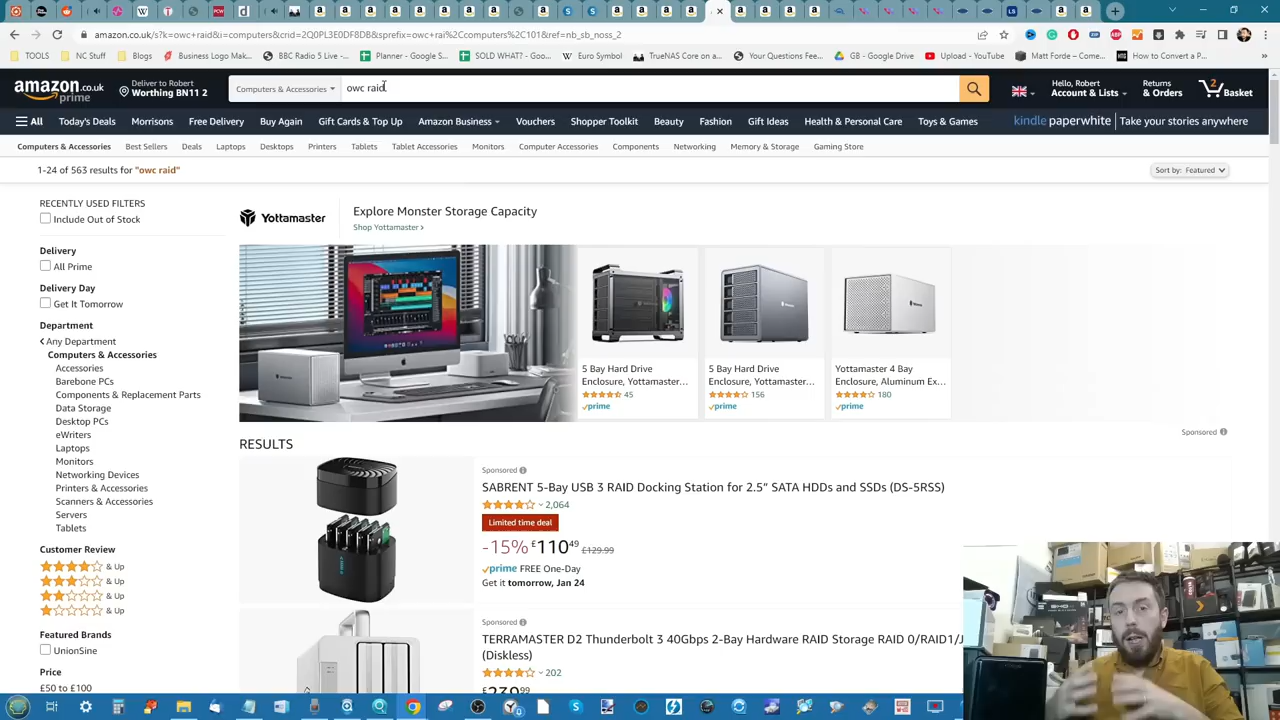 amazon.co.uk/s?k=owc+raid&i=computers&crid=2Q0PL3E0DF8DB&sprefix=owc+rai%2Ccomputers%2C101&ref=nb_sb_noss_2
TOOLS
NC Stuff
Blog Ideas -...
Business Logo Mak...
BBC Radio 5 Live -...
Planner - Google S...
SOLD WHAT? - Goo...
Euro Symbol
TrueNAS Core on a...
Your Questions Fee...
GB - Google Drive
Upload - YouTube
Matt Forde – Come...
How to Convert a P...
amazon.co.uk
prime
Deliver to Robert
Worthing BN11 2
Computers & Accessories
owc raid
Hello, Robert
Account & Lists
Returns
& Orders
2
Basket
All
Today's Deals
Morrisons
Free Delivery
Buy Again
Gift Cards & Top Up
Amazon Business
Vouchers
Shopper Toolkit
Beauty
Fashion
Gift Ideas
Health & Personal Care
Toys & Games
kindle paperwhite
Take your stories anywhere
Computers & Accessories
Best Sellers
Deals
Laptops
Desktops
Printers
Tablets
Tablet Accessories
Monitors
Computer Accessories
Components
Networking
Memory & Storage
Gaming Store
1-24 of 563 results for "owc raid"
Sort by: Featured
RECENTLY USED FILTERS
Include Out of Stock
Delivery
All Prime
Delivery Day
Get It Tomorrow
Department
Any Department
Computers & Accessories
Accessories
Barebone PCs
Components & Replacement Parts
Data Storage
Desktop PCs
eWriters
Laptops
Monitors
Networking Devices
Printers & Accessories
Scanners & Accessories
Servers
Tablets
Customer Review
& Up
& Up
& Up
& Up
Featured Brands
UnionSine
Price
£50 to £100
Yottamaster
Explore Monster Storage Capacity
Shop Yottamaster
5 Bay Hard Drive
Enclosure, Yottamaster...
45
prime
5 Bay Hard Drive
Enclosure, Yottamaster...
156
prime
Yottamaster 4 Bay
Enclosure, Aluminum Ex...
180
prime
Sponsored
RESULTS
Sponsored
SABRENT 5-Bay USB 3 RAID Docking Station for 2.5” SATA HDDs and SSDs (DS-5RSS)
2,064
Limited time deal
-15% £110.49 £129.99
prime FREE One-Day
Get it tomorrow, Jan 24
Sponsored
TERRAMASTER D2 Thunderbolt 3 40Gbps 2-Bay Hardware RAID Storage RAID 0/RAID1/J
(Diskless)
202
£239.99